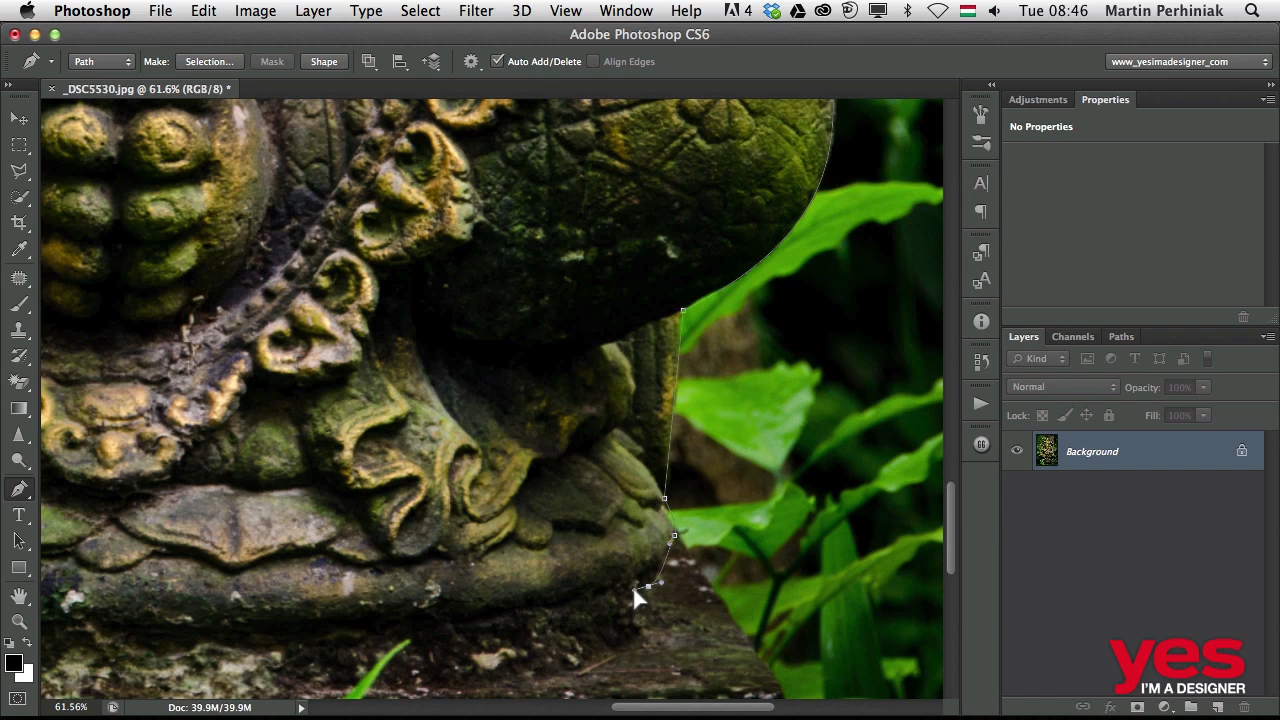 Photoshop File Edit Image Layer Type Select Filter 3D View Window Help 4 Tue 08:46 Martin Perhiniak
Adobe Photoshop CS6
Path Make: Selection... Mask Shape Auto Add/Delete Align Edges www_yesimadesigner_com
_DSC5530.jpg @ 61.6% (RGB/8) *
Adjustments Properties
No Properties
Layers Channels Paths
Kind
Normal Opacity: 100%
Lock: Fill: 100%
Background
yes
I'M A DESIGNER
61.56% Doc: 39.9M/39.9M